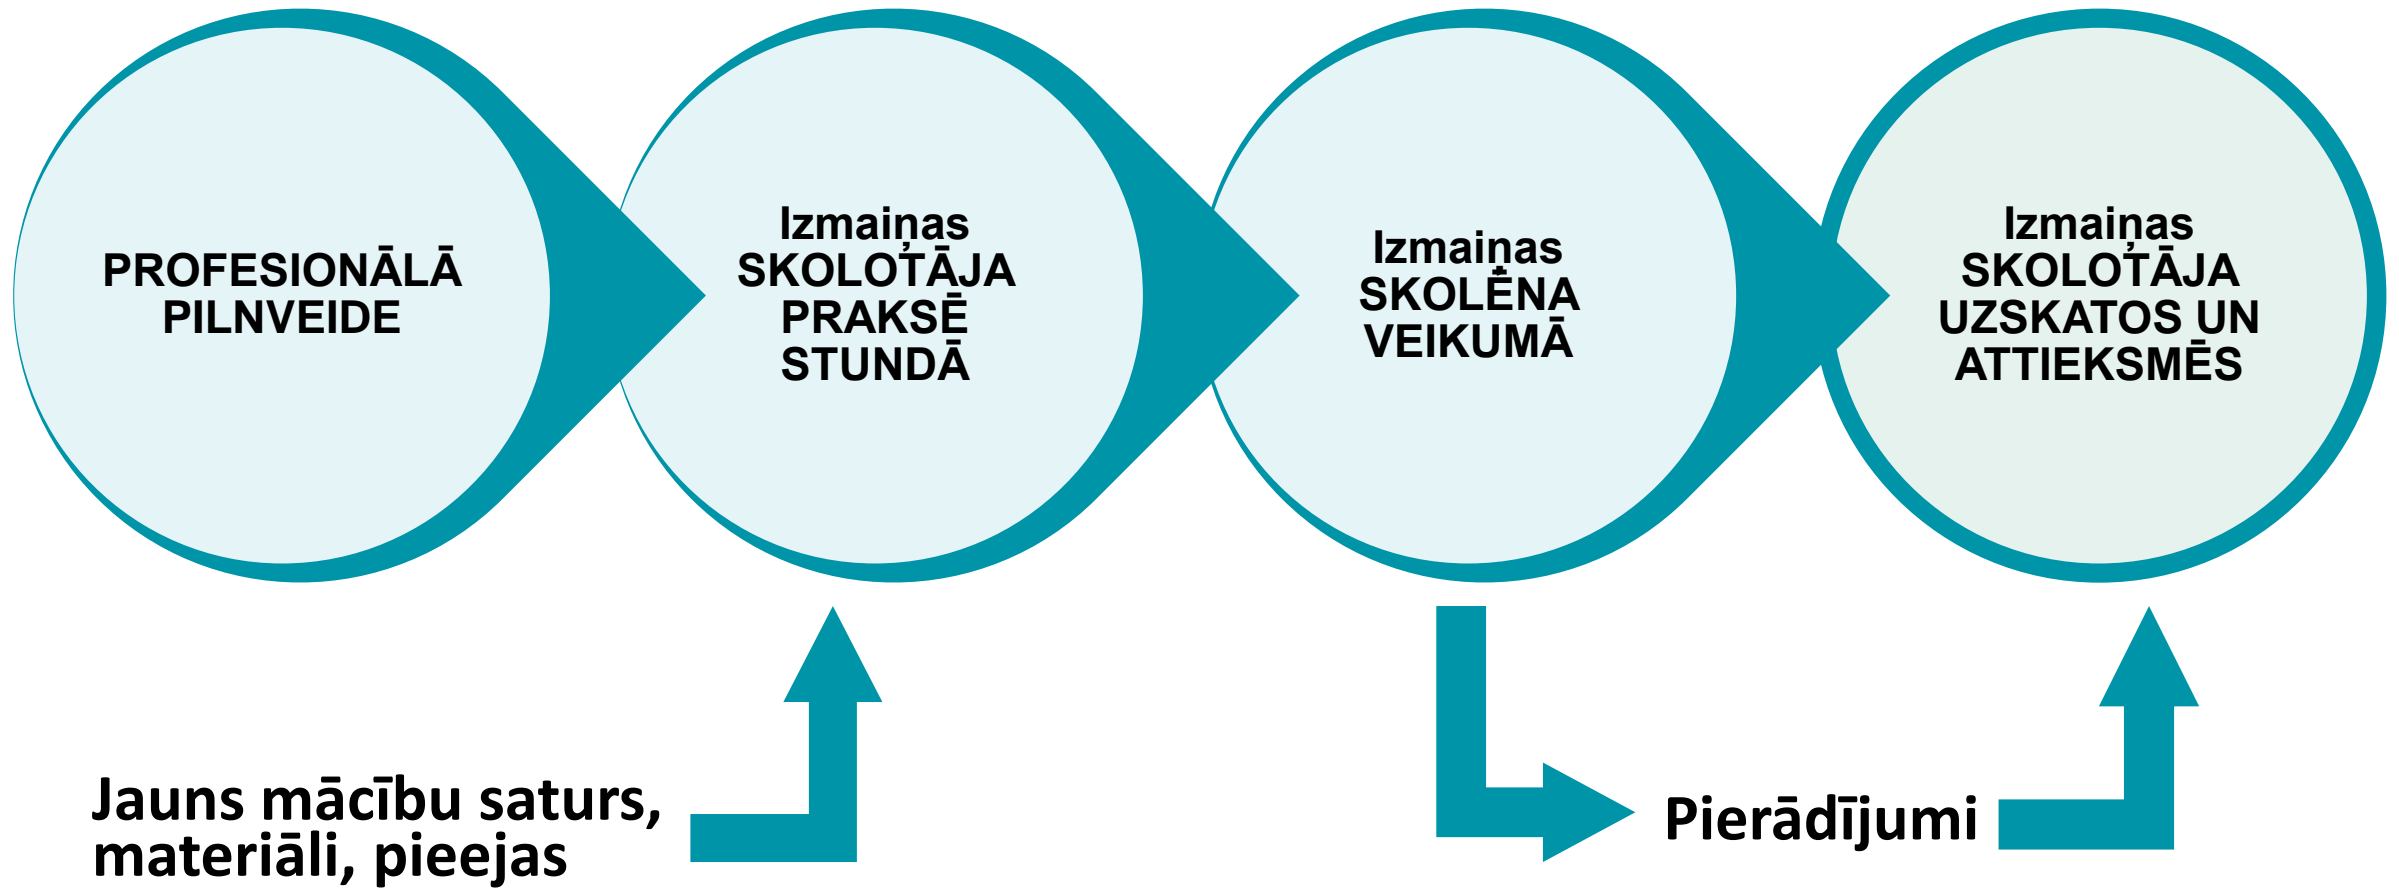 PROFESIONĀLĀ
PILNVEIDE
Izmaiņas
SKOLOTĀJA
PRAKSĒ
STUNDĀ
Izmaiņas
SKOLĒNA
VEIKUMĀ
Izmaiņas
SKOLOTĀJA
UZSKATOS UN
ATTIEKSMĒS
Jauns mācību saturs,
materiāli, pieejas
Pierādījumi